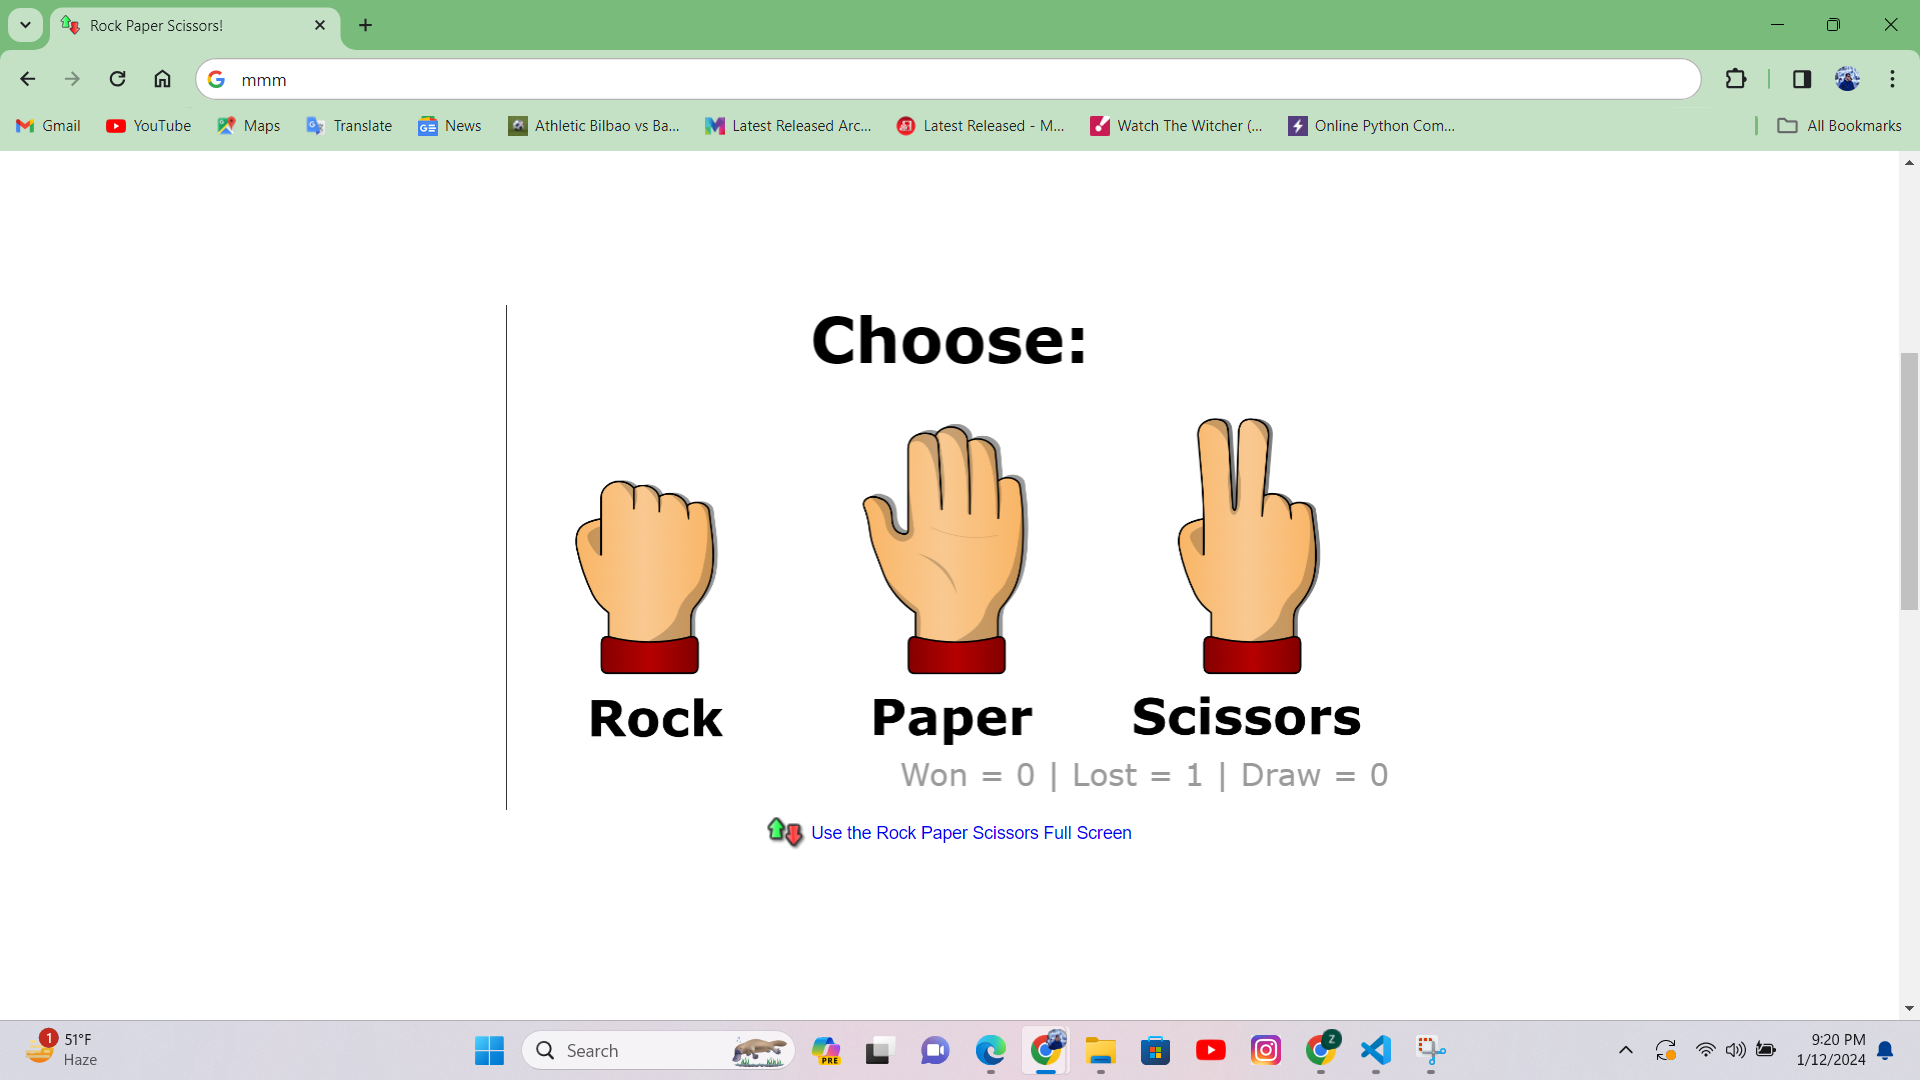 Rock Paper Scissors!
mmm
Gmail YouTube Maps Translate News Athletic Bilbao vs Ba... Latest Released Arc... Latest Released - M... Watch The Witcher (... Online Python Com... All Bookmarks
Choose:
Rock Paper Scissors
Won = 0 | Lost = 1 | Draw = 0
Use the Rock Paper Scissors Full Screen
1 51°F
Haze
Search
PRE
Z
9:20 PM
1/12/2024